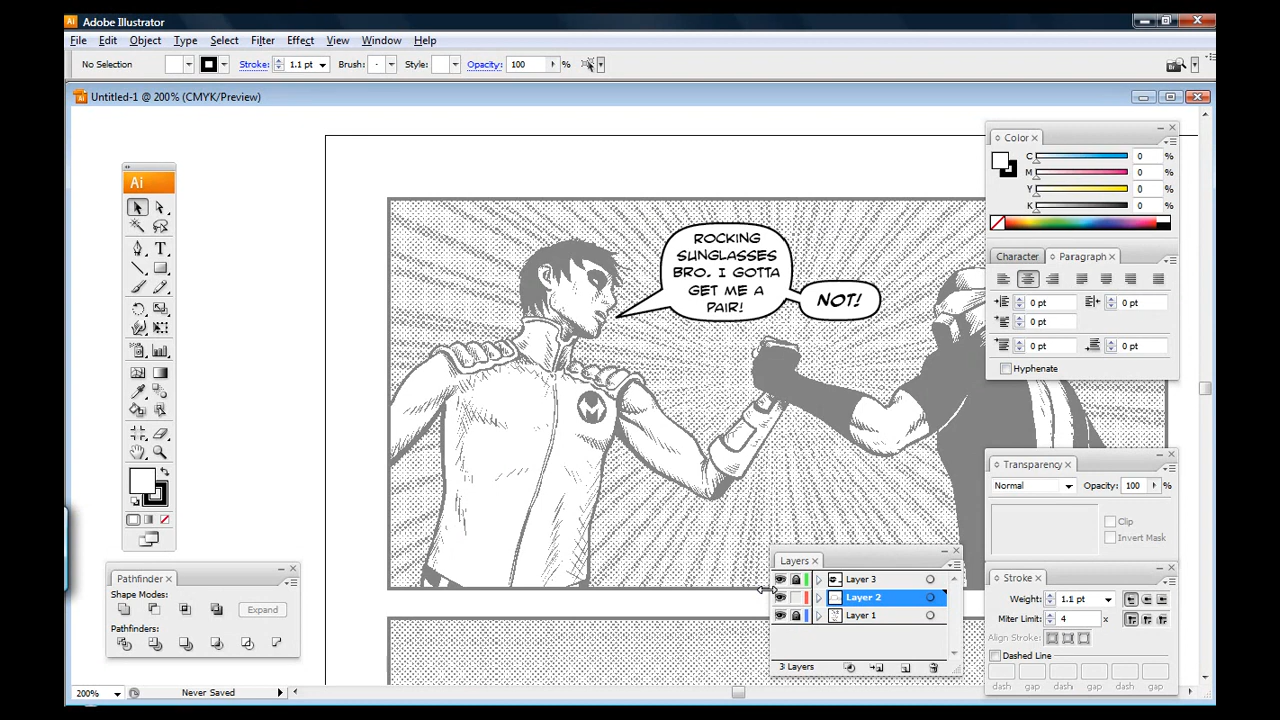 Adobe Illustrator
File Edit Object Type Select Filter Effect View Window Help
No Selection Stroke: 1.1 pt Brush: Style: Opacity: 100 %
Untitled-1 @ 200% (CMYK/Preview)
Color
C 0 %
M 0 %
Y 0 %
K 0 %
Ai
ROCKING
SUNGLASSES
BRO. I GOTTA
GET ME A
PAIR!
NOT!
M
Character Paragraph
0 pt 0 pt
0 pt
0 pt 0 pt
Hyphenate
Transparency
Normal Opacity: 100 %
Clip
Invert Mask
Pathfinder
Shape Modes:
Expand
Pathfinders:
Layers
Layer 3
Layer 2
Layer 1
3 Layers
Stroke
Weight: 1.1 pt
Miter Limit: 4 x
Align Stroke:
Dashed Line
dash gap dash gap dash gap
200% Never Saved